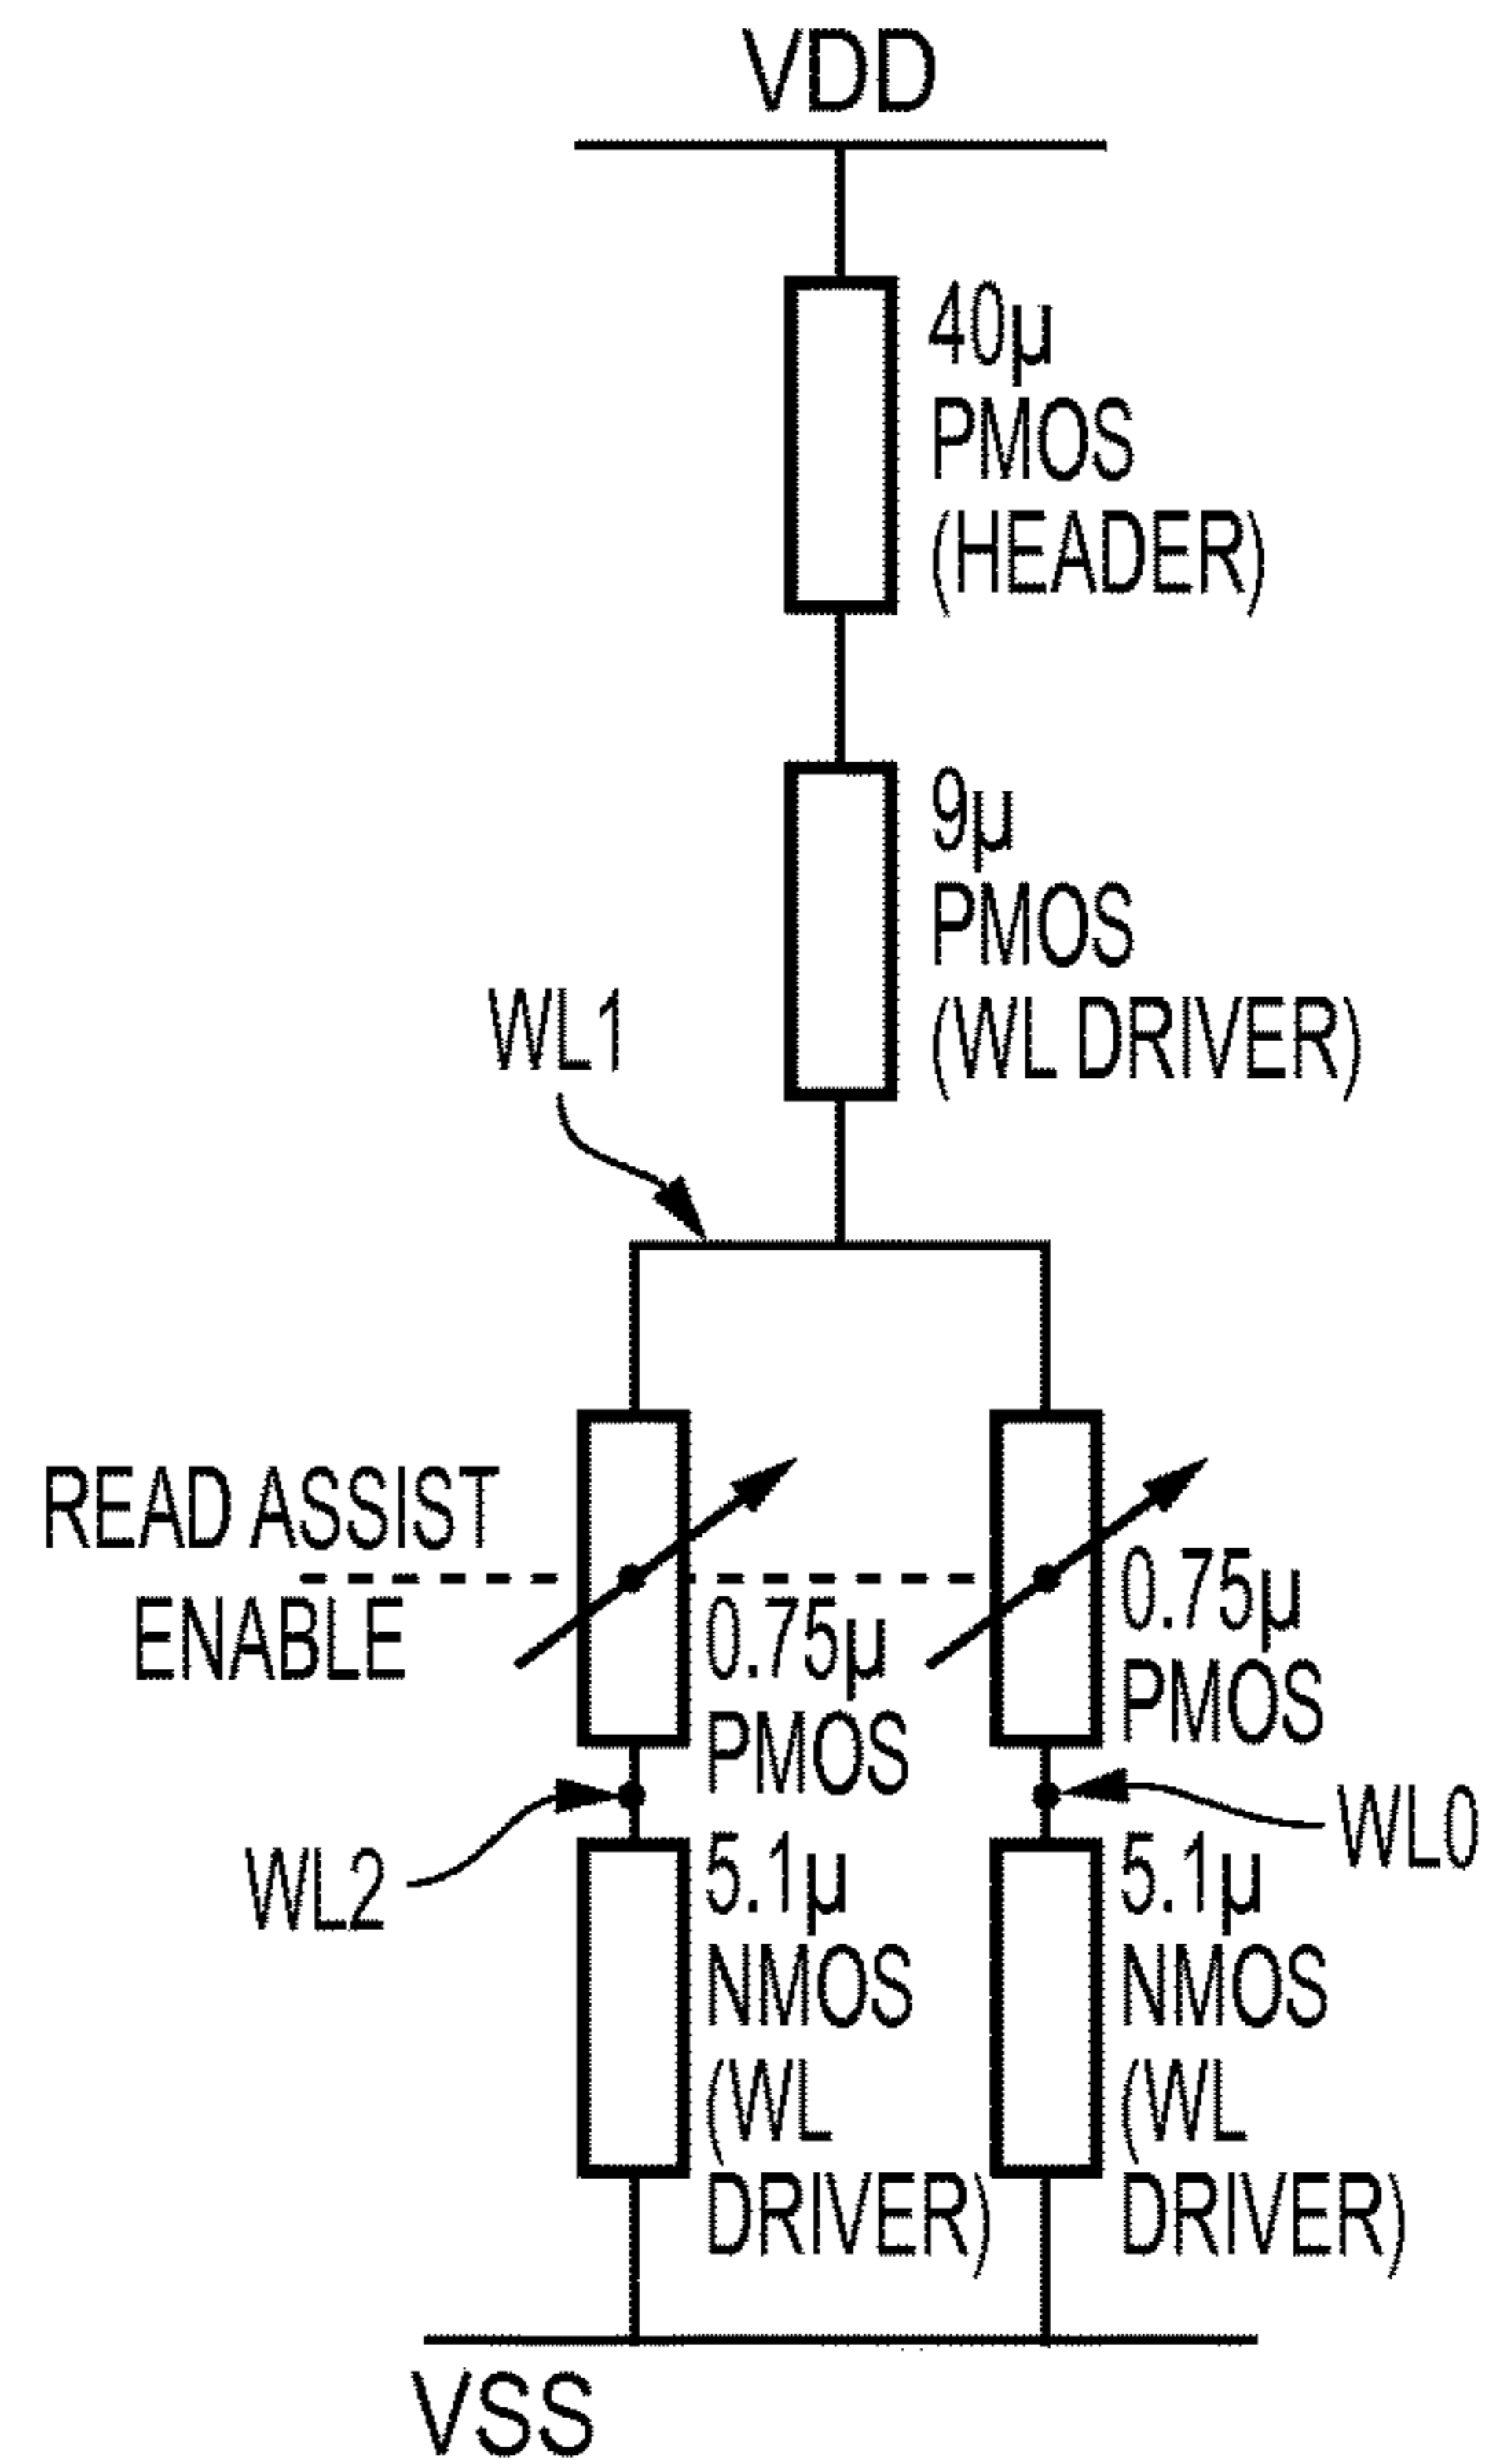 VDD
40µ
PMOS
(HEADER)
9µ
PMOS
(WL DRIVER)
WL1
READ ASSIST
ENABLE
0.75µ
PMOS
0.75µ
PMOS
WL2
WL0
5.1µ
NMOS
(WL
DRIVER)
5.1µ
NMOS
(WL
DRIVER)
VSS